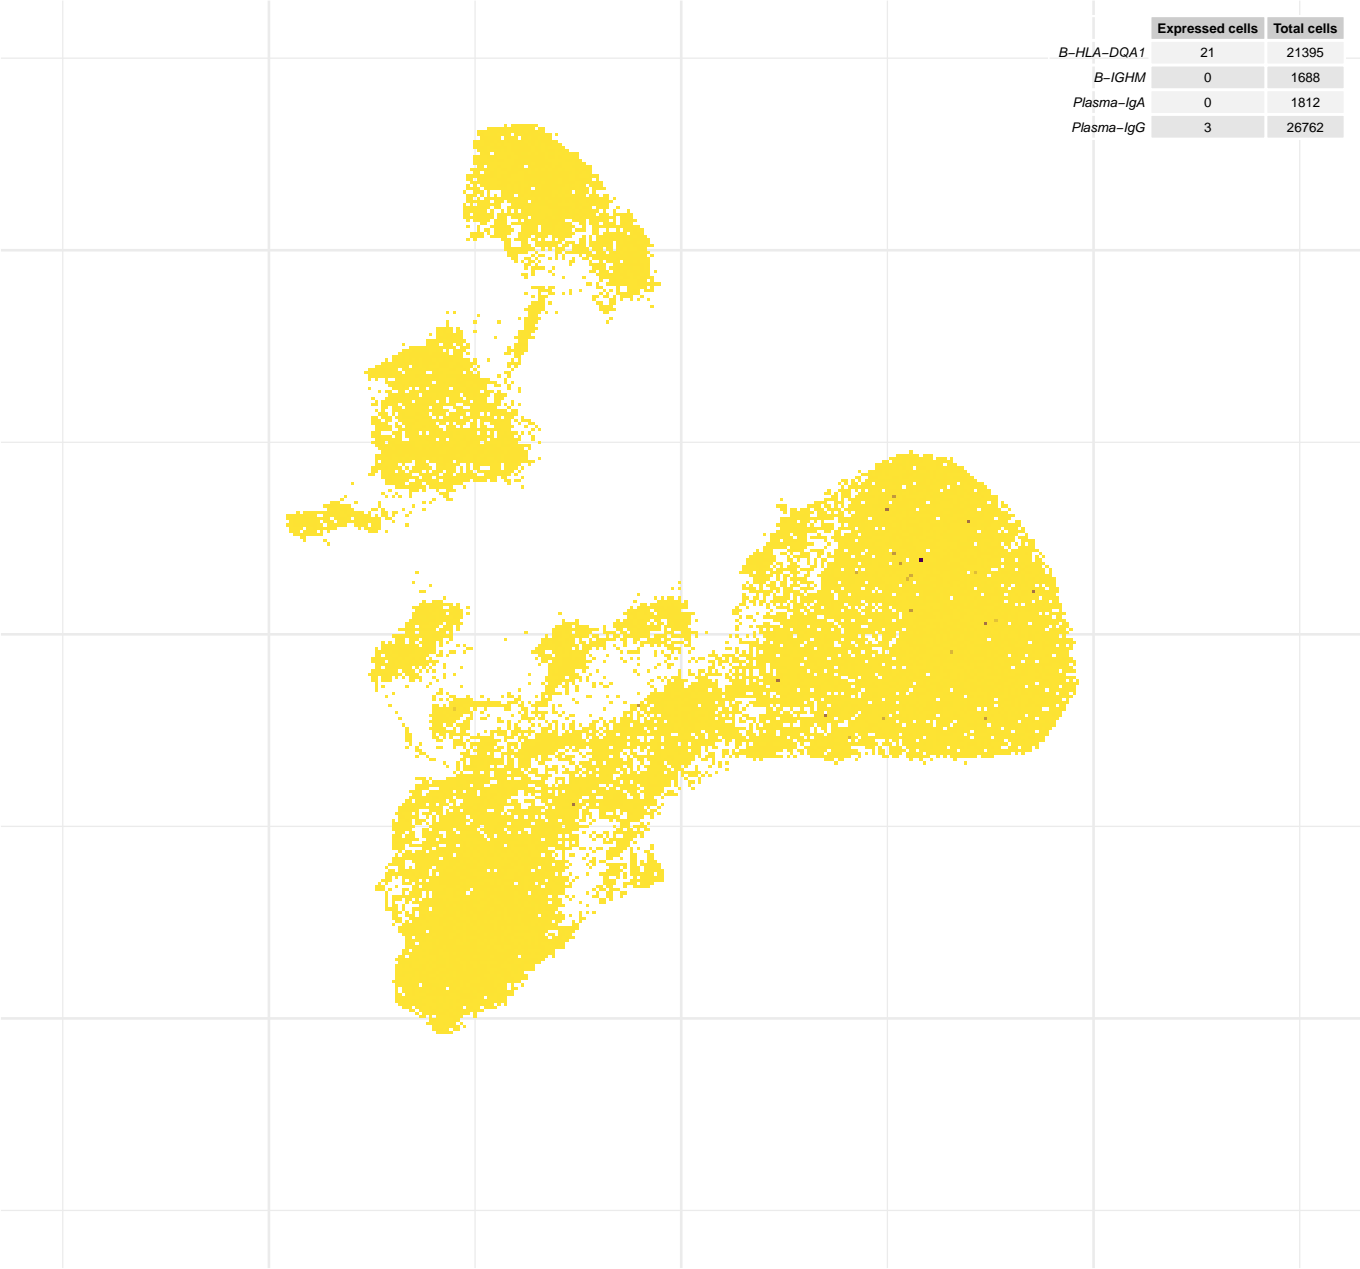 Expressed cells Total cells
B−HLA−DQA1 21 21395
B−IGHM 0 1688
Plasma−IgA 0 1812
Plasma−IgG 3 26762